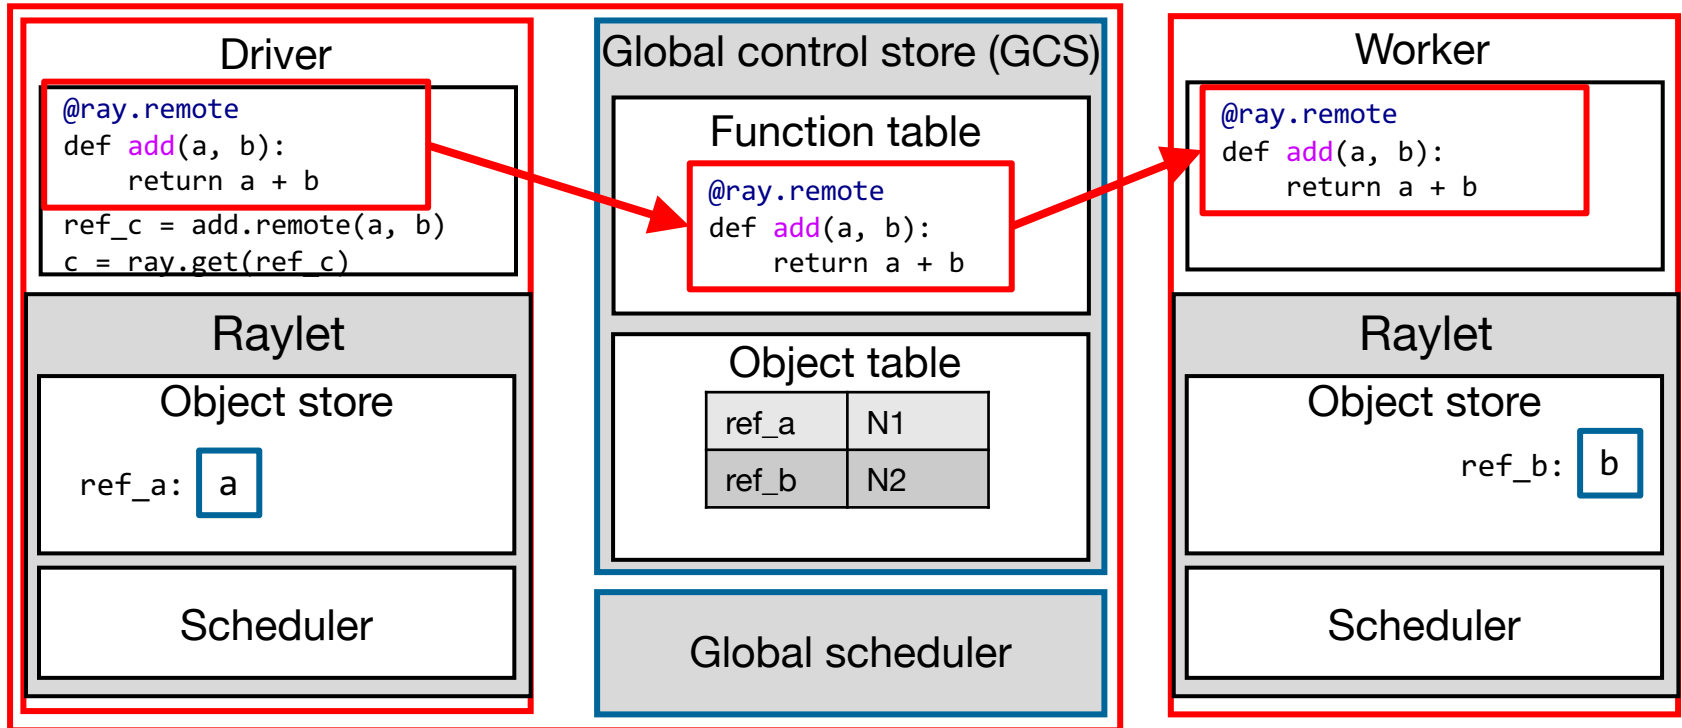 Driver
@ray.remote
def add(a, b):
    return a + b
ref_c = add.remote(a, b)
c = ray.get(ref_c)
Raylet
Object store
ref_a: a
Scheduler
Global control store (GCS)
Function table
@ray.remote
def add(a, b):
    return a + b
Object table
ref_a N1
ref_b N2
Global scheduler
Worker
@ray.remote
def add(a, b):
    return a + b
Raylet
Object store
ref_b: b
Scheduler